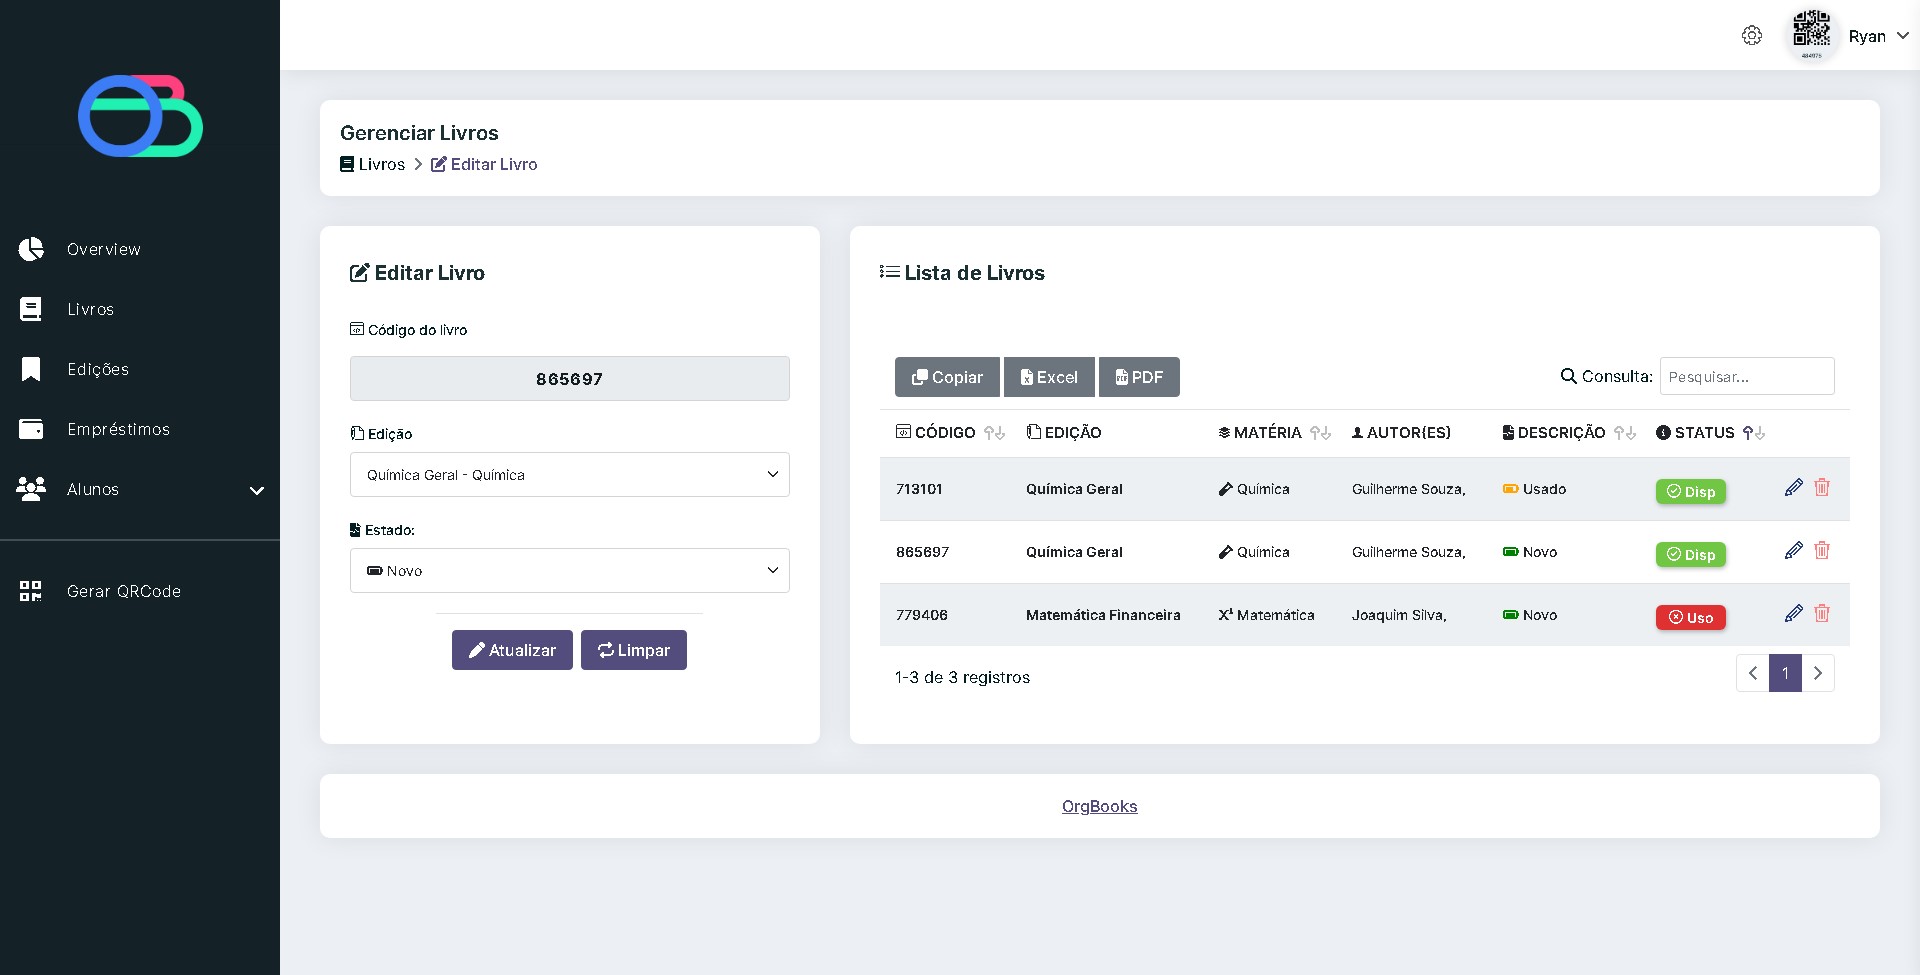 484976
Ryan
Gerenciar Livros
Livros > Editar Livro
Overview
Livros
Edições
Empréstimos
Alunos
Gerar QRCode
Editar Livro
Código do livro
865697
Edição
Química Geral - Química
Estado:
Novo
Atualizar Limpar
Lista de Livros
Copiar Excel PDF Consulta: Pesquisar...
CÓDIGO EDIÇÃO MATÉRIA AUTOR(ES) DESCRIÇÃO STATUS
713101 Química Geral Química Guilherme Souza, Usado Disp
865697 Química Geral Química Guilherme Souza, Novo Disp
779406 Matemática Financeira Matemática Joaquim Silva, Novo Uso
1-3 de 3 registros 1
OrgBooks